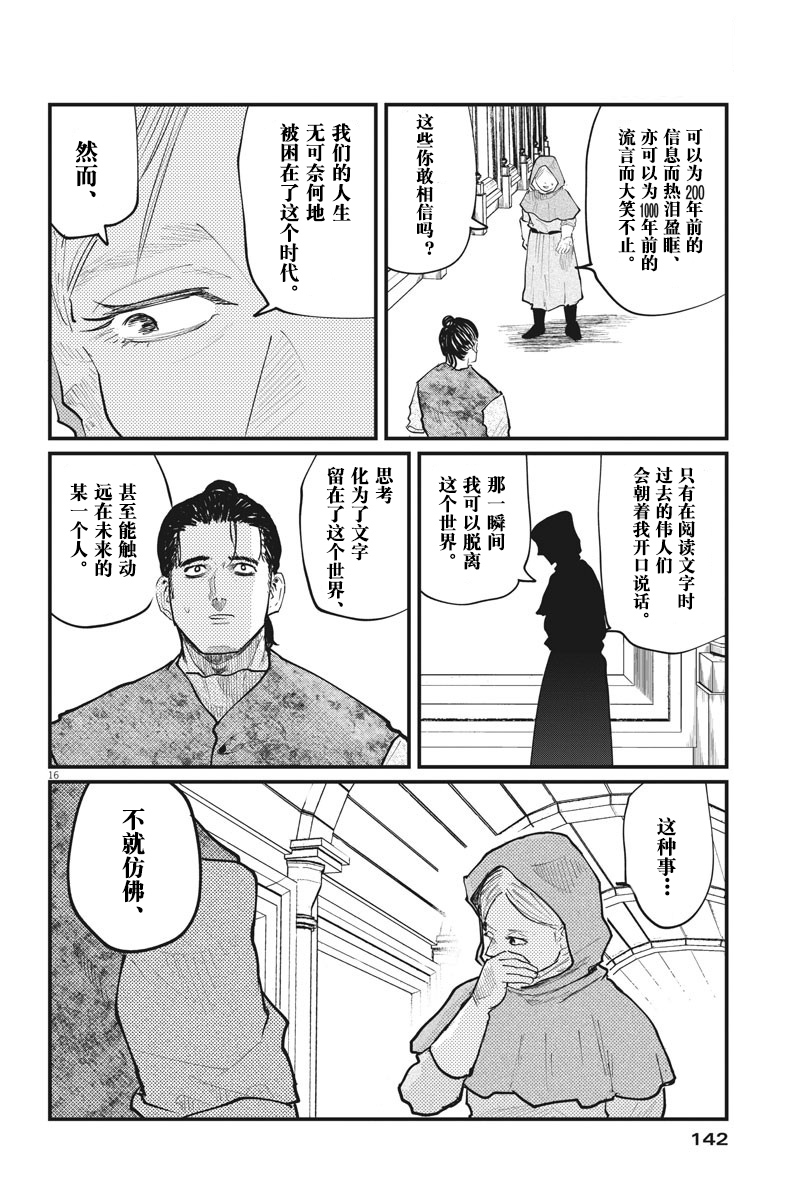 可以为200年前的
信息而热泪盈眶、
亦可以为1000年前的
流言而大笑不止。
这些你敢相信吗？
我们的人生
无可奈何地
被困在了这个时代。
然而、
只有在阅读文字时
过去的伟人们
会朝着我开口说话。
那一瞬间
我可以脱离
这个世界。
思考
化为了文字
留在了这个世界、
甚至能触动
远在未来的
某一个人。
16
这种事…
不就仿佛、
142